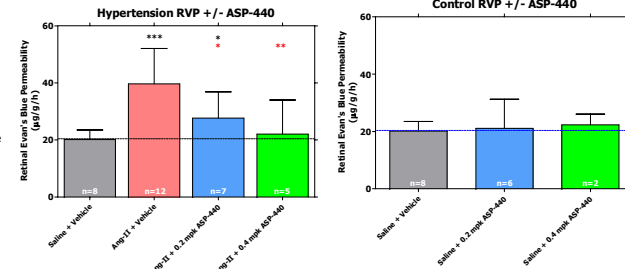 Hypertension RVP +/- ASP-440
Retinal Evan's Blue Permeability
(µg/g/h)
60
40
20
0
***
*
*
**
n=8
n=12
n=7
n=5
Saline + Vehicle
Ang-II + Vehicle
ng-II + 0.2 mpk ASP-440
ng-II + 0.4 mpk ASP-440
Control RVP +/- ASP-440
Retinal Evan's Blue Permeability
(µg/g/h)
60
40
20
0
n=8
n=6
n=2
Saline + Vehicle
Saline + 0.2 mpk ASP-440
Saline + 0.4 mpk ASP-440